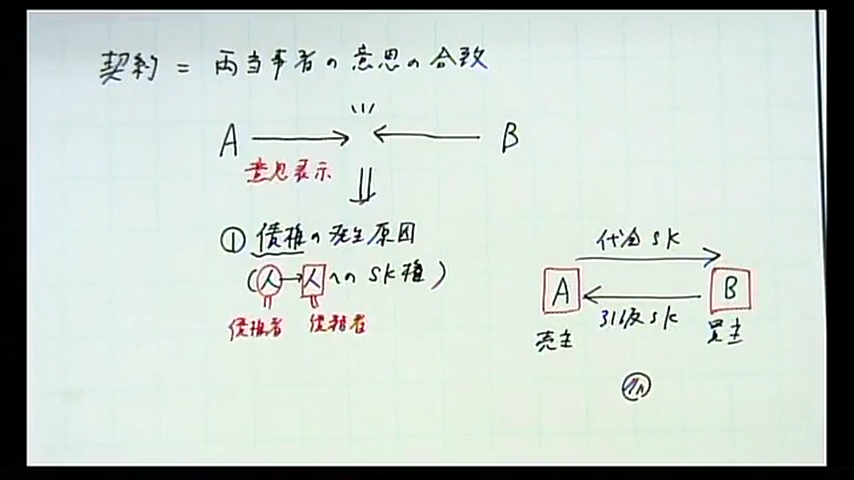 契約 = 両当事者の意思の合致
A B
意思表示
① 債権の発生原因
(人→人へのSK権)
債権者 債務者
代金SK
A B
引渡SK
売主 買主